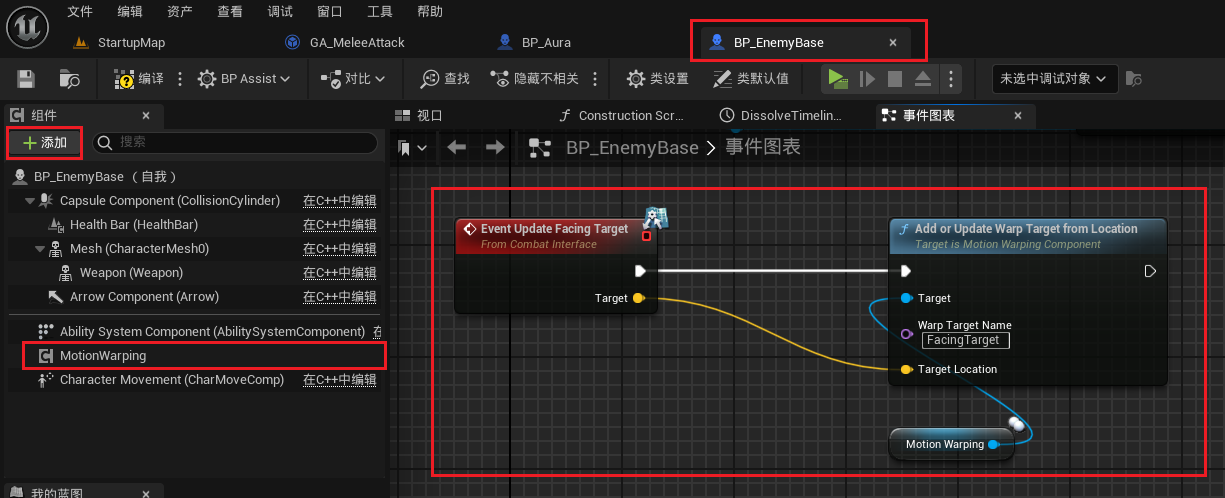 文件 编辑 资产 查看 调试 窗口 工具 帮助
StartupMap GA_MeleeAttack BP_Aura BP_EnemyBase
编译 BP Assist 对比 查找 隐藏不相关 类设置 类默认值 未选中调试对象
组件
添加 搜索
BP_EnemyBase （自我）
Capsule Component (CollisionCylinder) 在C++中编辑
Health Bar (HealthBar) 在C++中编辑
Mesh (CharacterMesh0) 在C++中编辑
Weapon (Weapon) 在C++中编辑
Arrow Component (Arrow) 在C++中编辑
Ability System Component (AbilitySystemComponent) 在
MotionWarping
Character Movement (CharMoveComp) 在C++中编辑
我的蓝图
视口 Construction Scr... DissolveTimelin... 事件图表
BP_EnemyBase > 事件图表
Event Update Facing Target
From Combat Interface
Target
Add or Update Warp Target from Location
Target is Motion Warping Component
Target
Warp Target Name
FacingTarget
Target Location
Motion Warping